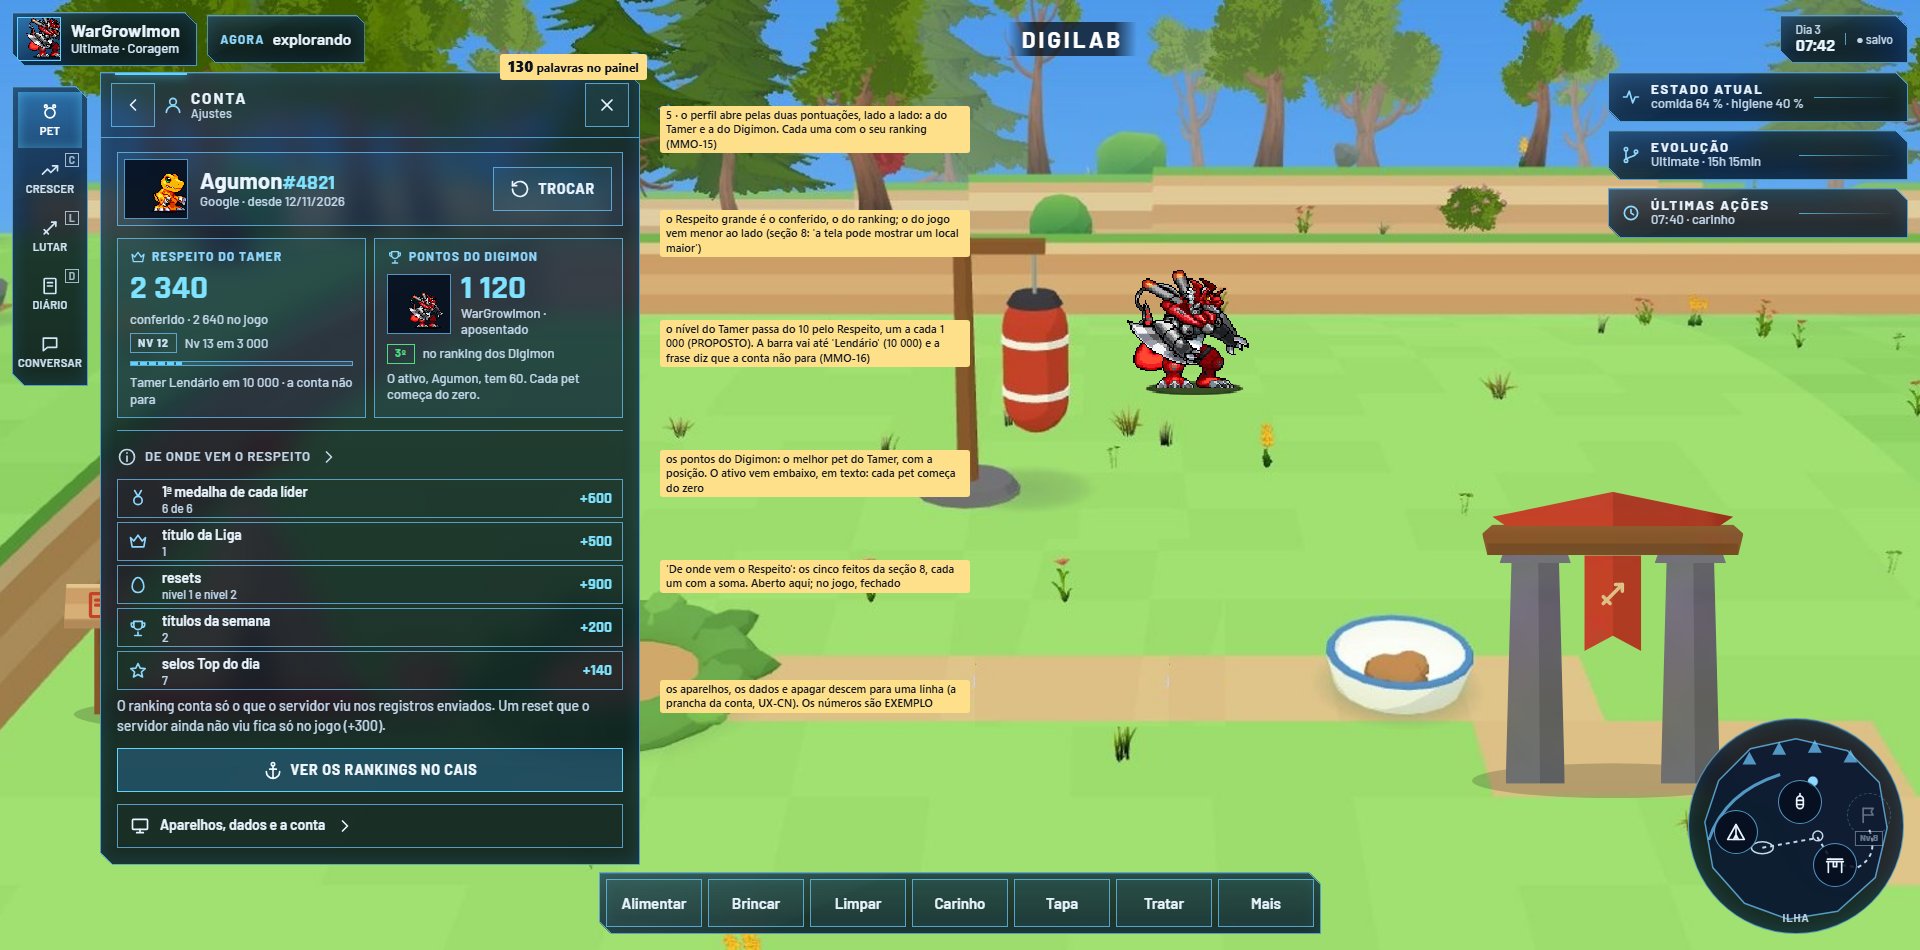 WarGrowlmon
Ultimate · Coragem
AGORA explorando
DIGILAB
Dia 3
07:42
salvo
130 palavras no painel
PET
C
CRESCER
L
LUTAR
D
DIÁRIO
CONVERSAR
CONTA
Ajustes
Agumon#4821
Google · desde 12/11/2026
TROCAR
RESPEITO DO TAMER
2 340
conferido · 2 640 no jogo
NV 12 Nv 13 em 3 000
Tamer Lendário em 10 000 · a conta não
para
PONTOS DO DIGIMON
1 120
WarGrowlmon ·
aposentado
3º no ranking dos Digimon
O ativo, Agumon, tem 60. Cada pet
começa do zero.
DE ONDE VEM O RESPEITO
1ª medalha de cada líder
6 de 6
+600
título da Liga
1
+500
resets
nível 1 e nível 2
+900
títulos da semana
2
+200
selos Top do dia
7
+140
O ranking conta só o que o servidor viu nos registros enviados. Um reset que o
servidor ainda não viu fica só no jogo (+300).
VER OS RANKINGS NO CAIS
Aparelhos, dados e a conta
5 · o perfil abre pelas duas pontuações, lado a lado: a do
Tamer e a do Digimon. Cada uma com o seu ranking
(MMO-15)
o Respeito grande é o conferido, o do ranking; o do jogo
vem menor ao lado (seção 8: 'a tela pode mostrar um local
maior')
o nível do Tamer passa do 10 pelo Respeito, um a cada 1
000 (PROPOSTO). A barra vai até 'Lendário' (10 000) e a
frase diz que a conta não para (MMO-16)
os pontos do Digimon: o melhor pet do Tamer, com a
posição. O ativo vem embaixo, em texto: cada pet começa
do zero
'De onde vem o Respeito': os cinco feitos da seção 8, cada
um com a soma. Aberto aqui; no jogo, fechado
os aparelhos, os dados e apagar descem para uma linha (a
prancha da conta, UX-CN). Os números são EXEMPLO
ESTADO ATUAL
comida 64 % · higiene 40 %
EVOLUÇÃO
Ultimate · 15h 15min
ÚLTIMAS AÇÕES
07:40 · carinho
Alimentar
Brincar
Limpar
Carinho
Tapa
Tratar
Mais
ILHA